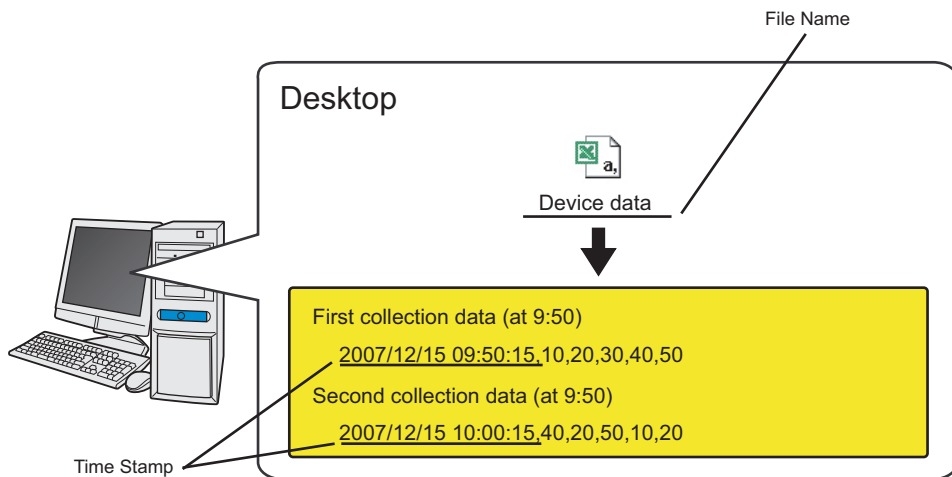 File Name
Desktop
a,
Device data
First collection data (at 9:50)
2007/12/15 09:50:15,10,20,30,40,50
Second collection data (at 9:50)
2007/12/15 10:00:15,40,20,50,10,20
Time Stamp